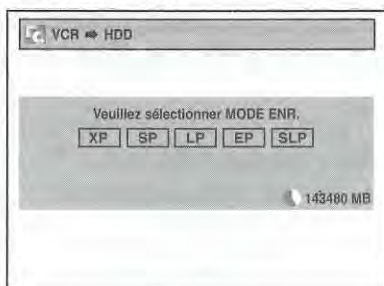 VCR ➡ HDD
Veuillez sélectionner MODE ENR.
XP SP LP EP SLP
143480 MB